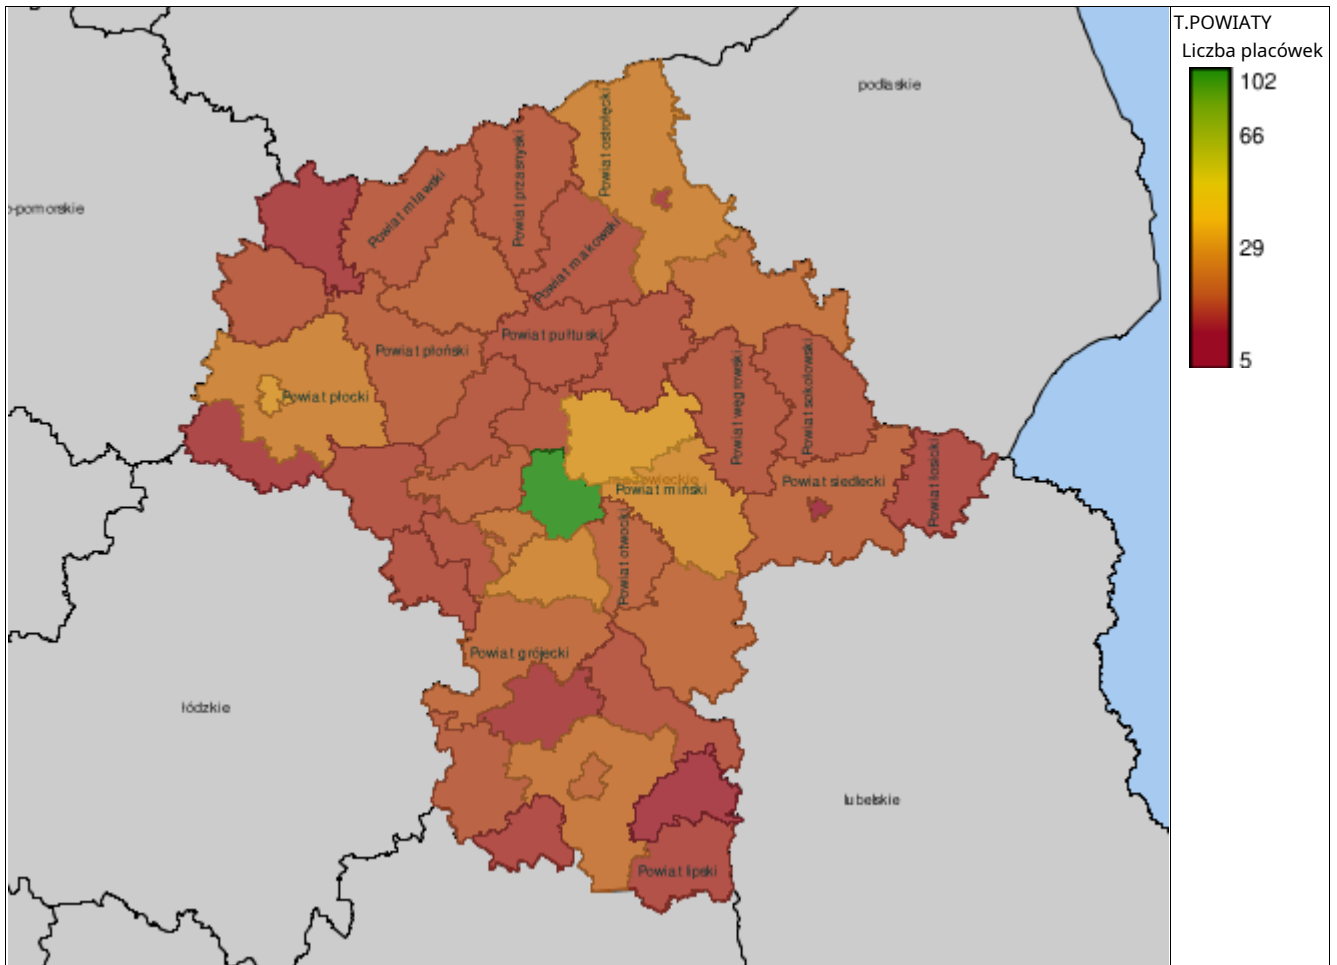 T.POWIATY
Liczba placówek
102
66
29
5
podlaskie
o-pomorskie
Powiat ostrołęcki
Powiat przasnyski
Powiat mławski
Powiat makowski
Powiat pułtuski
Powiat płoński
Powiat płocki
Powiat węgrowski
Powiat sokołowski
mazowieckie
Powiat miński
Powiat siedlecki
Powiat łosicki
Powiat otwocki
Powiat grójecki
łódzkie
lubelskie
Powiat lipski